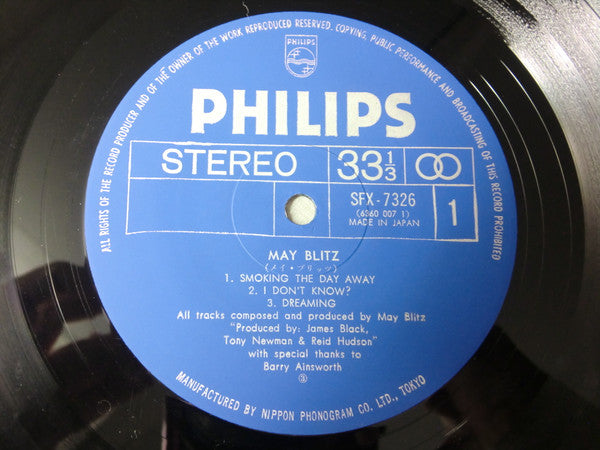 ALL RIGHTS OF THE RECORD PRODUCER AND OF THE OWNER OF THE WORK REPRODUCED RESERVED. COPYING, PUBLIC PERFORMANCE AND BROADCASTING OF THIS RECORD PROHIBITED
PHILIPS
PHILIPS
STEREO
33 1/3
SFX-7326
(6360 007 1)
MADE IN JAPAN
1
MAY BLITZ
(メイ・ブリッツ)
1. SMOKING THE DAY AWAY
2. I DON'T KNOW?
3. DREAMING
All tracks composed and produced by May Blitz
"Produced by: James Black,
Tony Newman & Reid Hudson"
with special thanks to
Barry Ainsworth
③
MANUFACTURED BY NIPPON PHONOGRAM CO. LTD., TOKYO